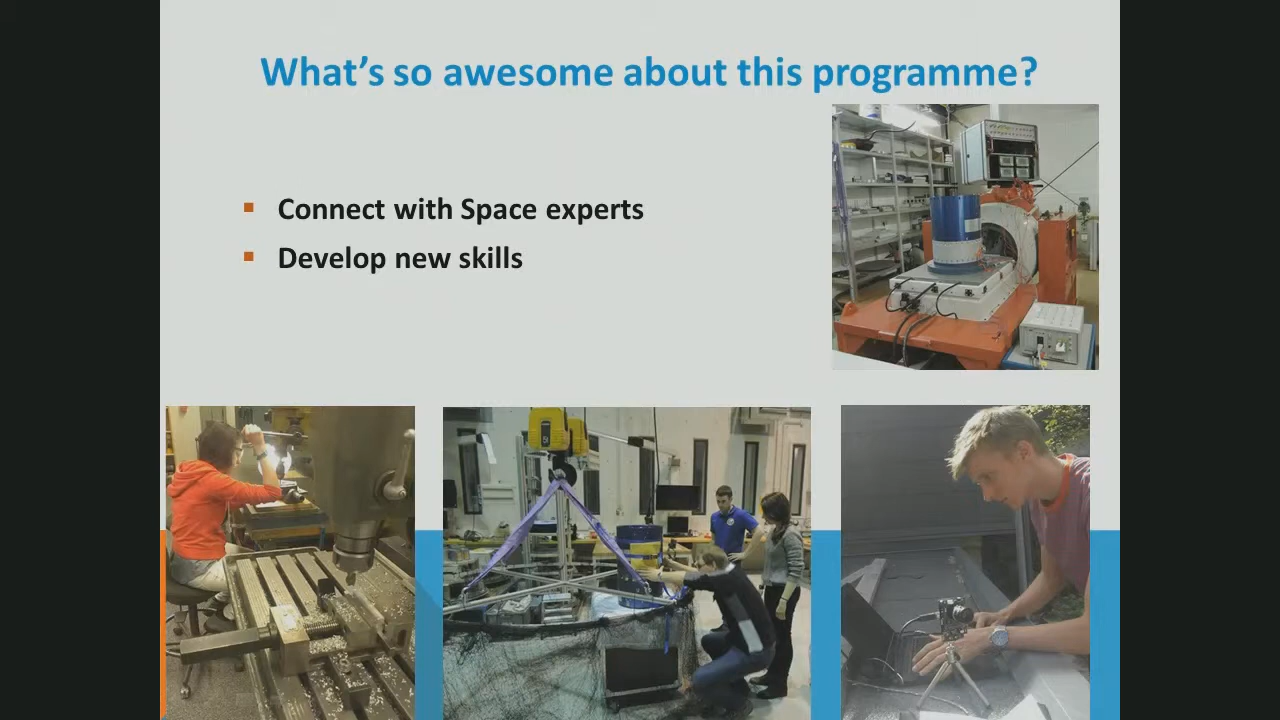 What's so awesome about this programme?
Connect with Space experts
Develop new skills